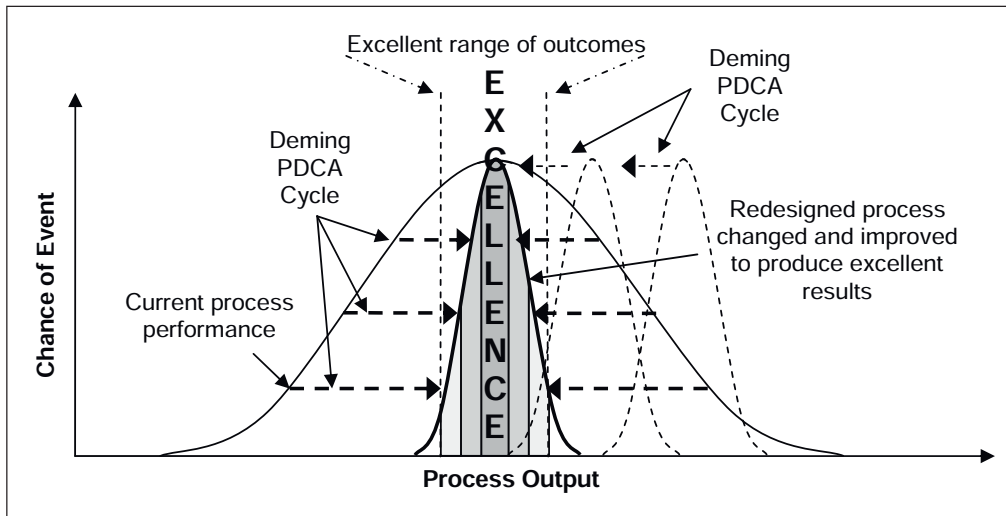 Excellent range of outcomes
EXCELLENCE
Deming
PDCA
Cycle
Deming
PDCA
Cycle
Redesigned process
changed and improved
to produce excellent
results
Current process
performance
Chance of Event
Process Output